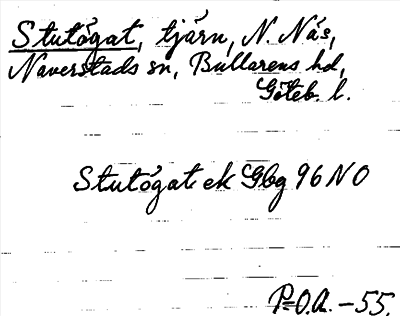 Stutögat, tjärn, N. Näs,
Naverstads sn, Bullarens hd,
Göteb. l.
Stutögat ek Gbg 96 NO
P=O.A. -55.